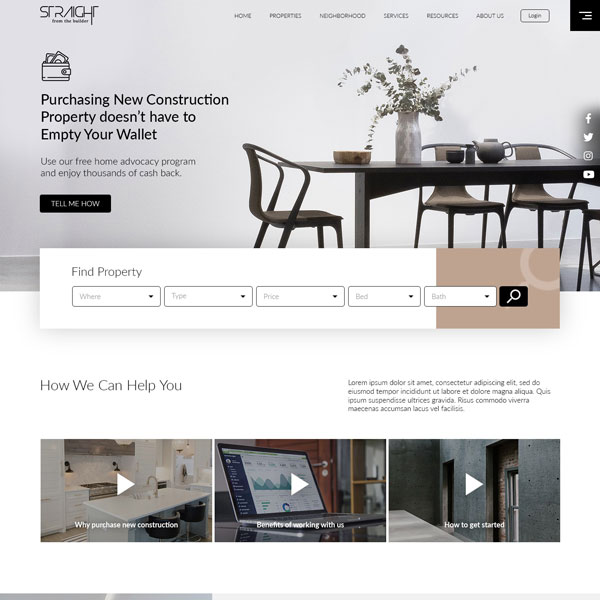 STRAIGHT
from the builder
HOME PROPERTIES NEIGHBORHOOD SERVICES RESOURCES ABOUT US Login
Purchasing New Construction
Property doesn't have to
Empty Your Wallet
Use our free home advocacy program
and enjoy thousands of cash back.
TELL ME HOW
Find Property
Where Type Price Bed Bath
How We Can Help You
Lorem ipsum dolor sit amet, consectetur adipiscing elit, sed do
eiusmod tempor incididunt ut labore et dolore magna aliqua. Quis
ipsum suspendisse ultrices gravida. Risus commodo viverra
maecenas accumsan lacus vel facilisis.
Why purchase new construction
Benefits of working with us
How to get started